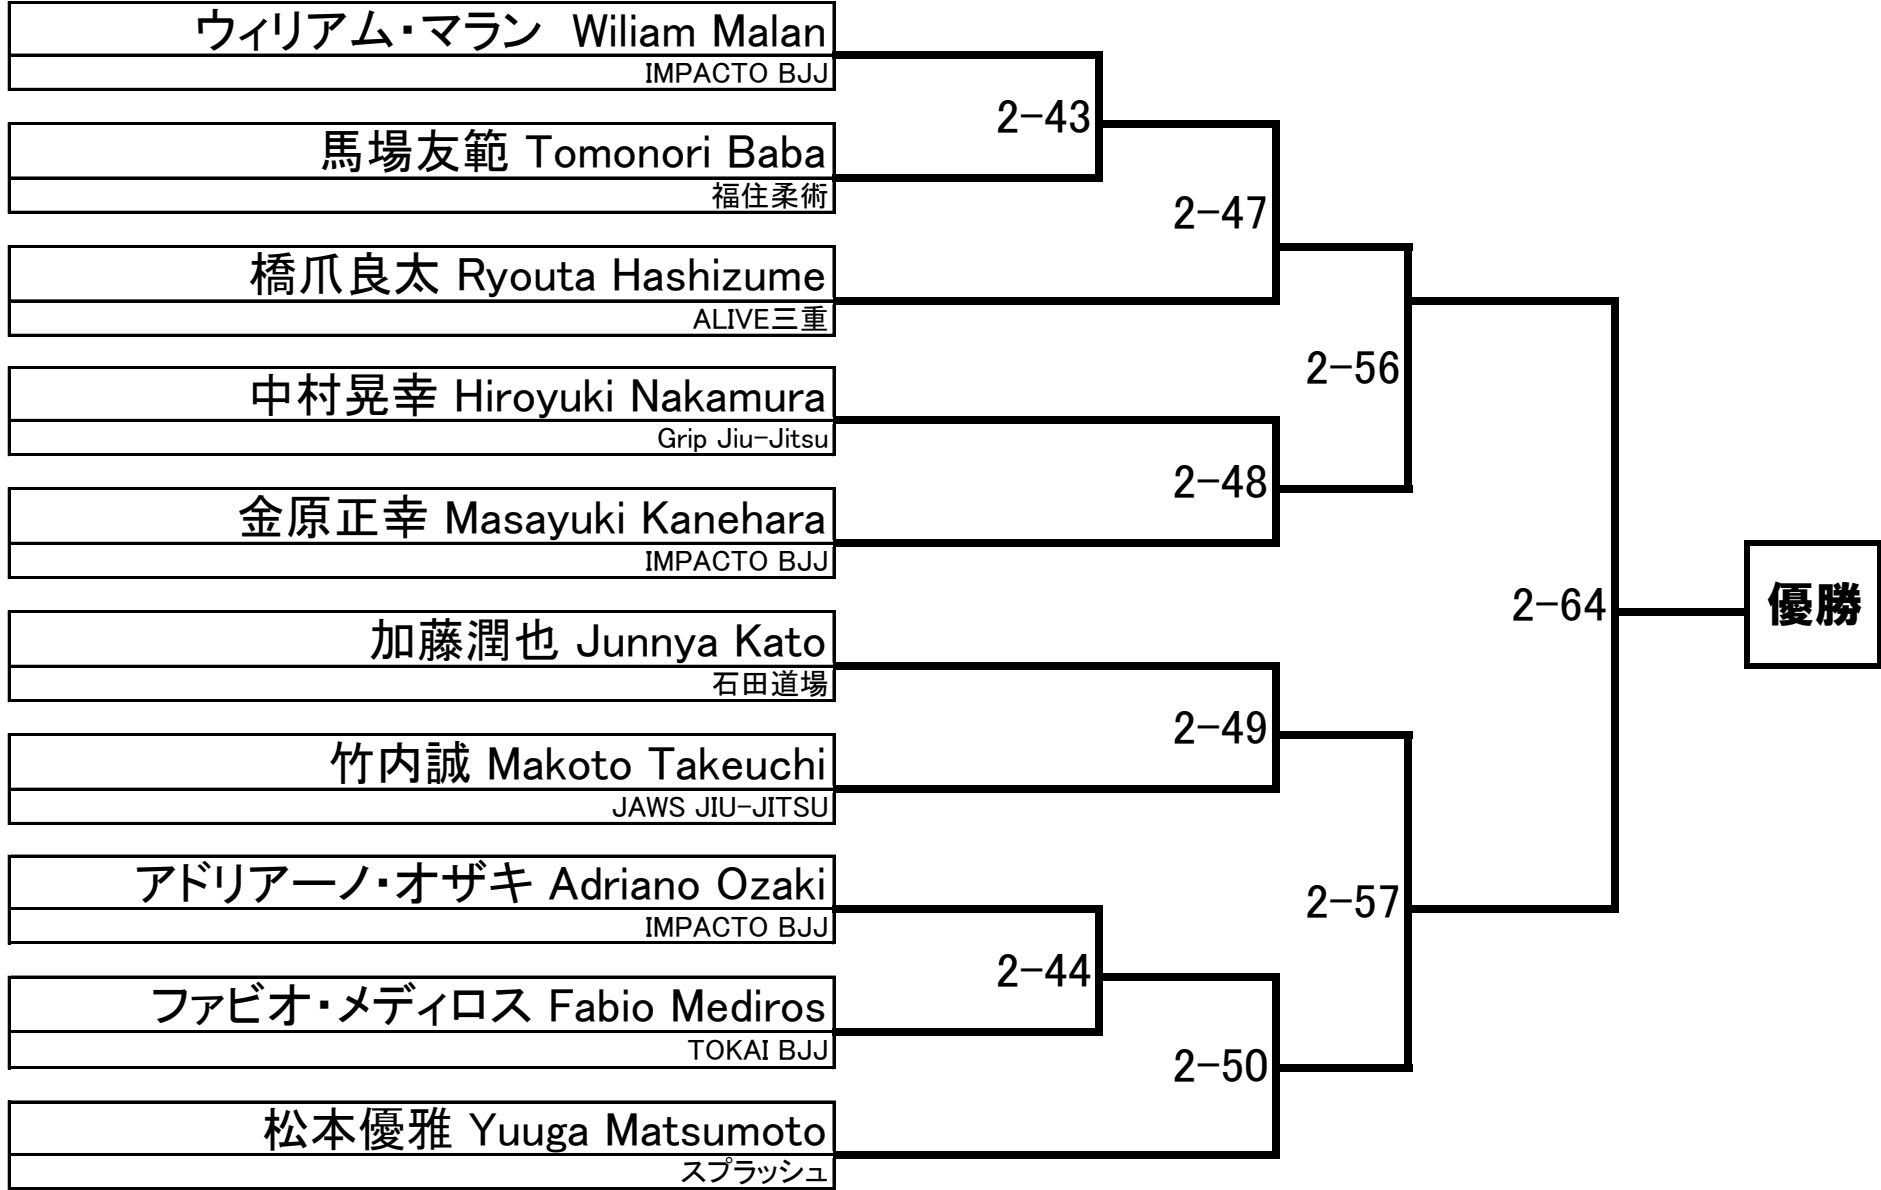 ウィリアム・マラン Wiliam Malan
IMPACTO BJJ
2-43
馬場友範 Tomonori Baba
福住柔術
2-47
橋爪良太 Ryouta Hashizume
ALIVE三重
2-56
中村晃幸 Hiroyuki Nakamura
Grip Jiu-Jitsu
2-48
金原正幸 Masayuki Kanehara
IMPACTO BJJ
2-64
優勝
加藤潤也 Junnya Kato
石田道場
2-49
竹内誠 Makoto Takeuchi
JAWS JIU-JITSU
アドリアーノ・オザキ Adriano Ozaki
IMPACTO BJJ
2-57
2-44
ファビオ・メディロス Fabio Mediros
TOKAI BJJ
2-50
松本優雅 Yuuga Matsumoto
スプラッシュ